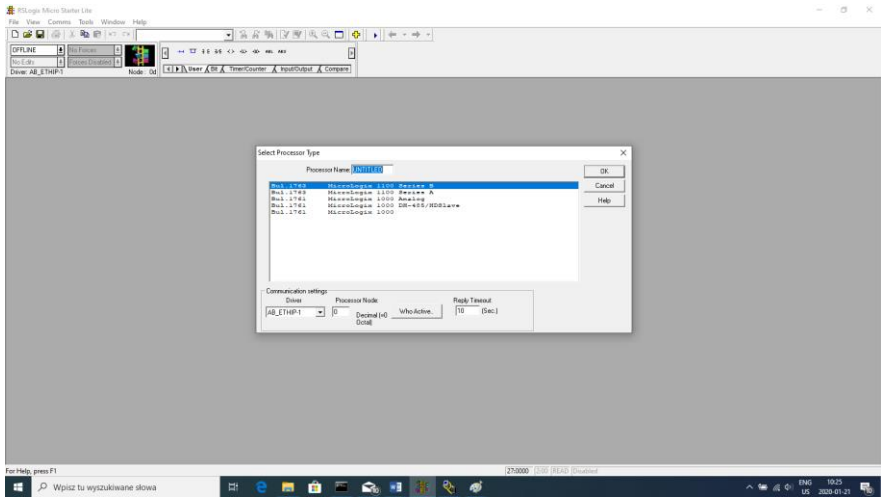 RSLogix Micro Starter Lite
File View Comms Tools Window Help
OFFLINE No Forces
No Edits Forces Disabled
Driver: AB_ETHIP-1 Node: 0d
User Bit Timer/Counter Input/Output Compare
Select Processor Type
Processor Name: UNTITLED
OK
Bul.1763 MicroLogix 1100 Series B
Cancel
Bul.1763 MicroLogix 1100 Series A
Bul.1761 MicroLogix 1000 Analog
Help
Bul.1761 MicroLogix 1000 DH-485/HDSlave
Bul.1761 MicroLogix 1000
Communication settings
Driver Processor Node: Reply Timeout:
AB_ETHIP-1 0 Decimal (=0 Octal) Who Active.. 10 (Sec.)
For Help, press F1
27:0000 2:00 READ Disabled
Wpisz tu wyszukiwane słowa
ENG 10:25
US 2020-01-21